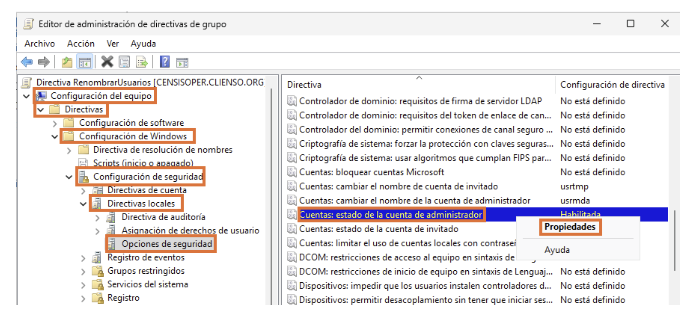 Editor de administración de directivas de grupo
Archivo Acción Ver Ayuda
Directiva RenombrarUsuarios [CENSISOPER.CLIENSO.ORG
Configuración del equipo
Directivas
Configuración de software
Configuración de Windows
Directiva de resolución de nombres
Scripts (inicio o apagado)
Configuración de seguridad
Directivas de cuenta
Directivas locales
Directiva de auditoría
Asignación de derechos de usuario
Opciones de seguridad
Registro de eventos
Grupos restringidos
Servicios del sistema
Registro
Directiva Configuración de directiva
Controlador de dominio: requisitos de firma de servidor LDAP No está definido
Controlador de dominio: requisitos del token de enlace de can... No está definido
Controlador del dominio: permitir conexiones de canal seguro ... No está definido
Criptografía de sistema: forzar la protección con claves seguras... No está definido
Criptografía de sistema: usar algoritmos que cumplan FIPS par... No está definido
Cuentas: bloquear cuentas Microsoft No está definido
Cuentas: cambiar el nombre de cuenta de invitado usrtmp
Cuentas: cambiar el nombre de la cuenta de administrador usrmda
Cuentas: estado de la cuenta de administrador Habilitada
Cuentas: estado de la cuenta de invitado
Cuentas: limitar el uso de cuentas locales con contraseñ
DCOM: restricciones de acceso al equipo en sintaxis de
DCOM: restricciones de inicio de equipo en sintaxis de Lenguaj... No está definido
Dispositivos: impedir que los usuarios instalen controladores d... No está definido
Dispositivos: permitir desacoplamiento sin tener que iniciar ses... No está definido
Propiedades
Ayuda